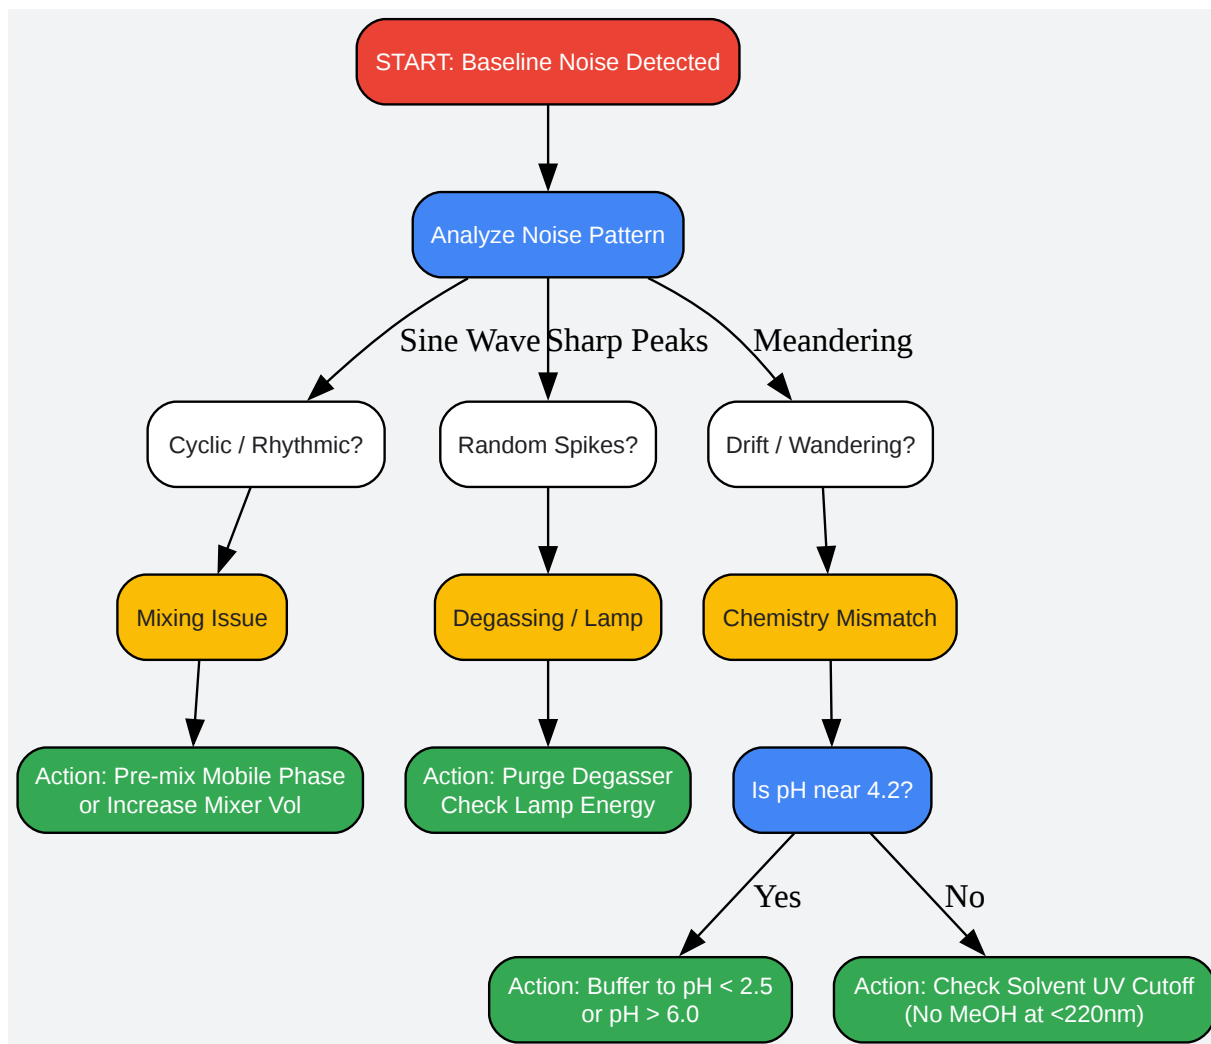 START: Baseline Noise Detected
Analyze Noise Pattern
Sine Wave
Sharp Peaks
Meandering
Cyclic / Rhythmic?
Random Spikes?
Drift / Wandering?
Mixing Issue
Degassing / Lamp
Chemistry Mismatch
Action: Pre-mix Mobile Phase
or Increase Mixer Vol
Action: Purge Degasser
Check Lamp Energy
Is pH near 4.2?
Yes
No
Action: Buffer to pH < 2.5
or pH > 6.0
Action: Check Solvent UV Cutoff
(No MeOH at <220nm)